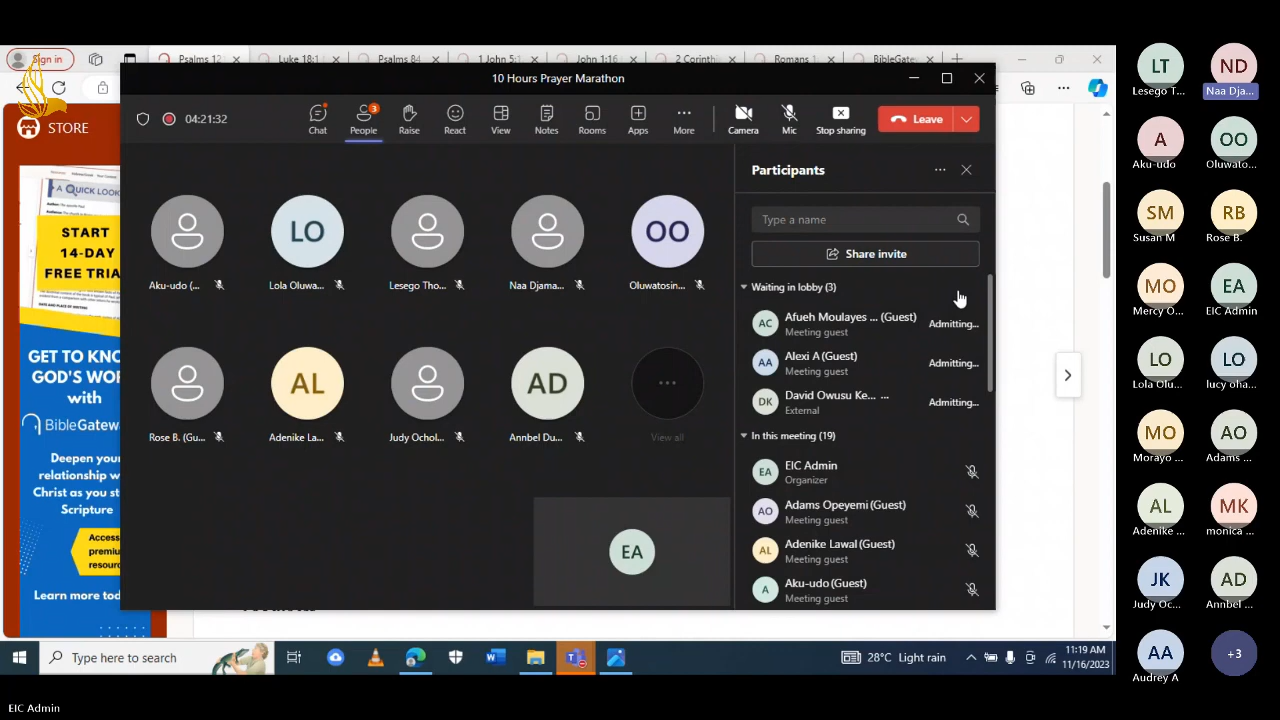 Sign in
Psalms 12
Luke 18:1
Psalms 84
1 John 5:1
John 1:16
2 Corinth
Romans 1
BibleGate
STORE
A QUICK LOOK
START
14-DAY
FREE TRIA
GET TO KNO
GOD'S WO
with
BibleGatew
Deepen your
relationship w
Christ as you st
Scripture
Access
premiu
resourc
Learn more tod
10 Hours Prayer Marathon
04:21:32
Chat
3
People
Raise
React
View
Notes
Rooms
Apps
More
Camera
Mic
Stop sharing
Leave
Aku-udo (...
LO
Lola Oluwa...
Lesego Tho...
Naa Djama...
OO
Oluwatosin...
Rose B. (Gu...
AL
Adenike La...
Judy Ochol...
AD
Annbel Du...
View all
EA
Participants
Type a name
Share invite
Waiting in lobby (3)
AC
Afueh Moulayes ... (Guest)
Meeting guest
Admitting...
AA
Alexi A (Guest)
Meeting guest
Admitting...
DK
David Owusu Ke... ...
External
Admitting...
In this meeting (19)
EA
EIC Admin
Organizer
AO
Adams Opeyemi (Guest)
Meeting guest
AL
Adenike Lawal (Guest)
Meeting guest
A
Aku-udo (Guest)
Meeting guest
Type here to search
28°C Light rain
11:19 AM
11/16/2023
LT
Lesego T...
ND
Naa Dja...
A
Aku-udo
OO
Oluwato...
SM
Susan M
RB
Rose B.
MO
Mercy O...
EA
EIC Admin
LO
Lola Olu...
LO
lucy oha...
MO
Morayo ...
AO
Adams ...
AL
Adenike ...
MK
monica ...
JK
Judy Oc...
AD
Annbel ...
AA
Audrey A
+3
EIC Admin